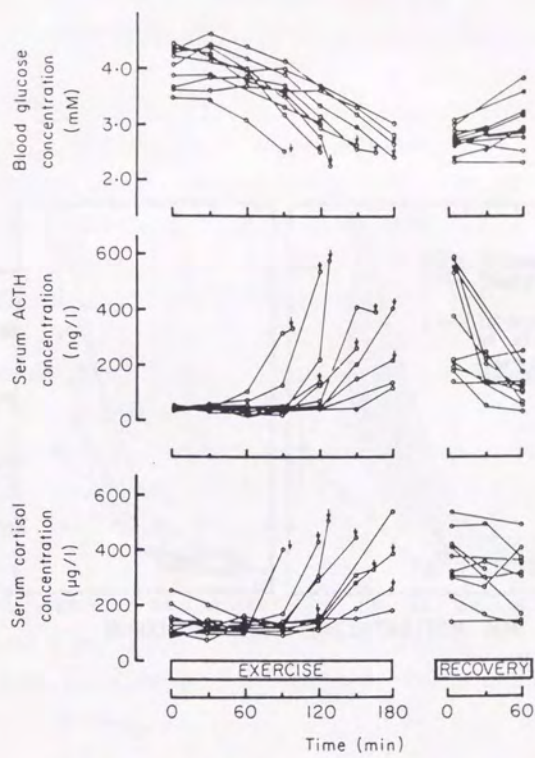 Blood glucose
concentration
(mM)
4·0
3·0
2·0
Serum ACTH
concentration
(ng/l)
600
400
200
0
Serum cortisol
concentration
(µg/l)
600
400
200
0
EXERCISE
RECOVERY
0 60 120 180 0 60
Time (min)